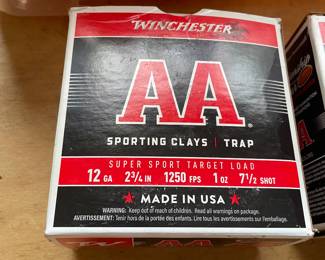 WINCHESTER
AA
SPORTING CLAYS | TRAP
SUPER SPORT TARGET LOAD
12 GA 2¾ IN 1250 FPS 1 OZ 7½ SHOT
★ MADE IN USA ★
WARNING: Keep out of reach of children. Read all warnings on package.
AVERTISSEMENT: Tenir hors de la portée des enfants. Lire tous les avertissements sur l'emballage.